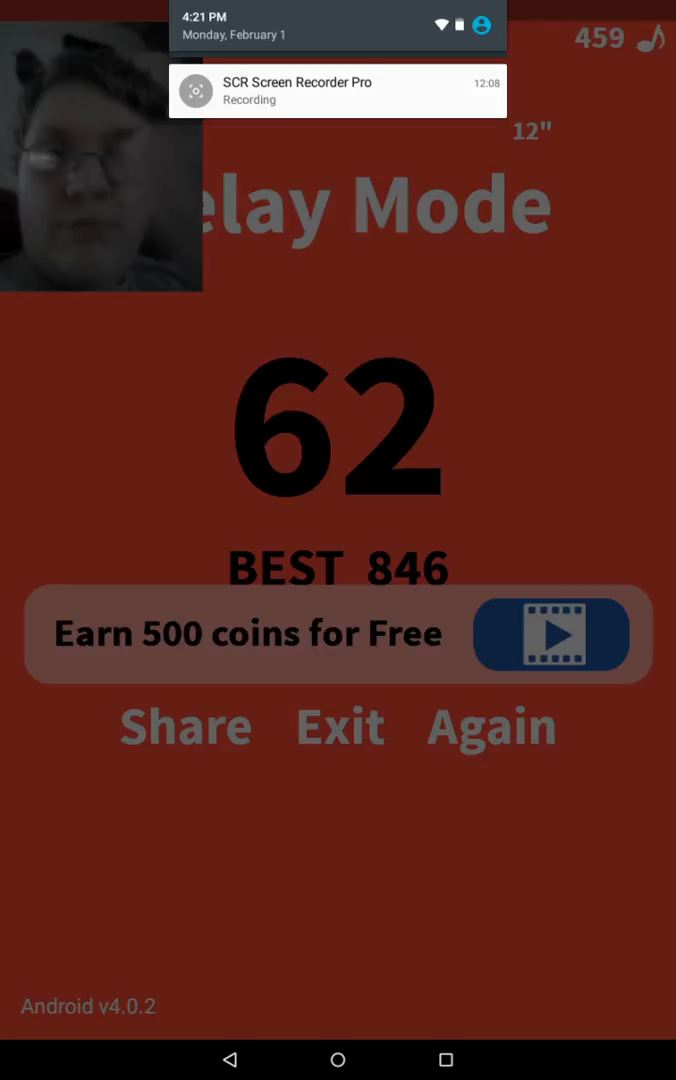 4:21 PM
Monday, February 1
459
SCR Screen Recorder Pro
12:08
Recording
12"
elay Mode
62
BEST 846
Earn 500 coins for Free
Share Exit Again
Android v4.0.2